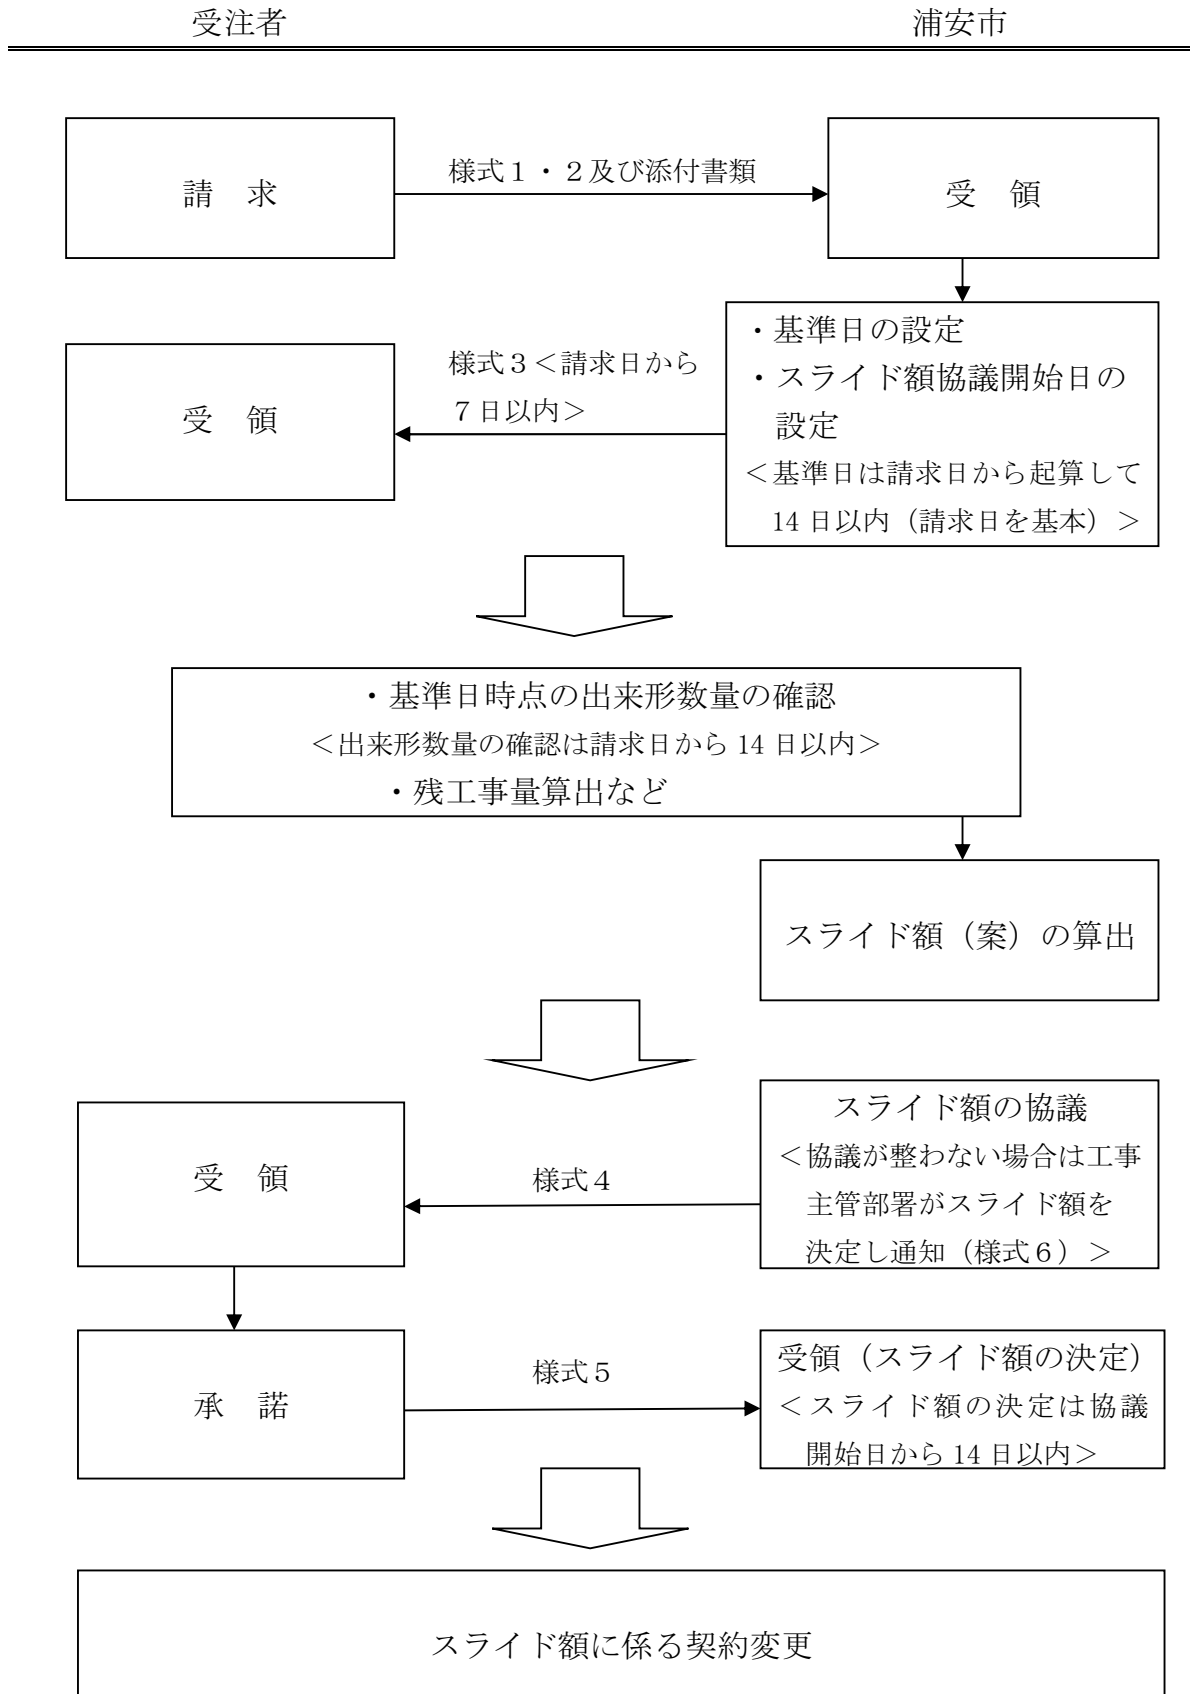 受注者
浦安市
請　求
様式１・２及び添付書類
受　領
・基準日の設定
・スライド額協議開始日の
設定
＜基準日は請求日から起算して
14 日以内（請求日を基本）＞
様式３＜請求日から
７日以内＞
受　領
・基準日時点の出来形数量の確認
＜出来形数量の確認は請求日から 14 日以内＞
・残工事量算出など
スライド額（案）の算出
スライド額の協議
＜協議が整わない場合は工事
主管部署がスライド額を
決定し通知（様式６）＞
様式４
受　領
承　諾
様式５
受領（スライド額の決定）
＜スライド額の決定は協議
開始日から 14 日以内＞
スライド額に係る契約変更